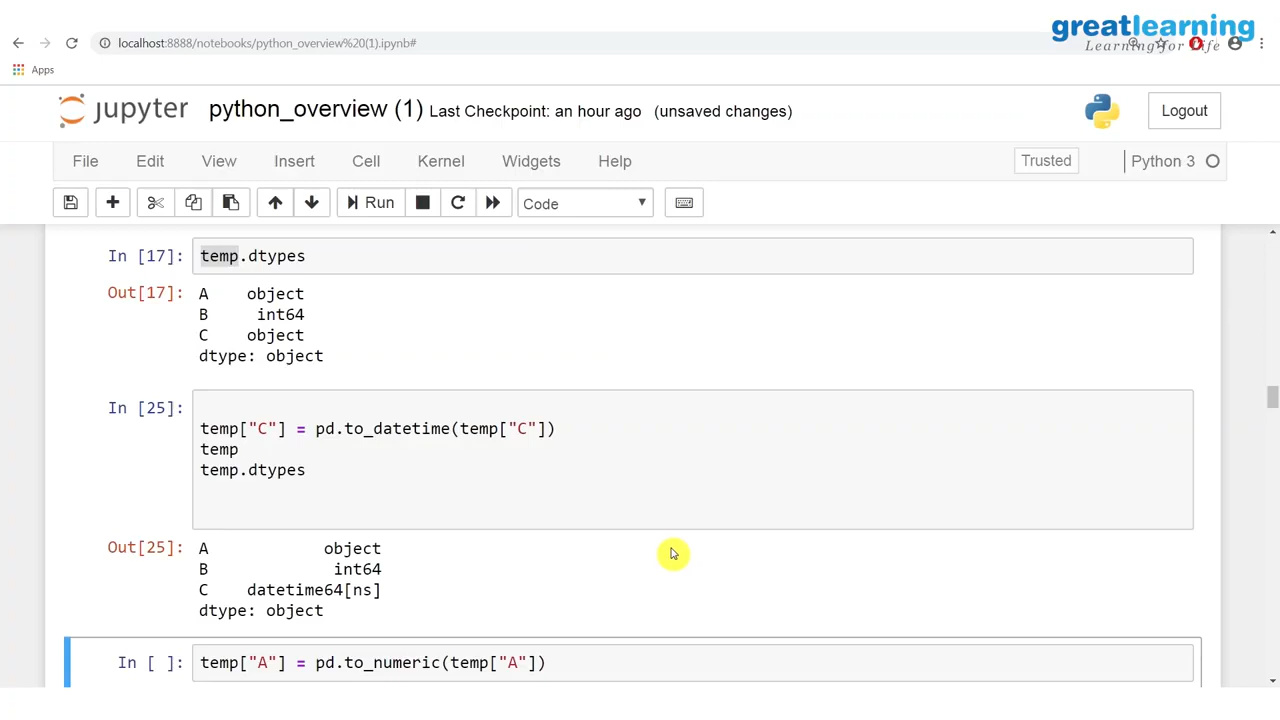 greatlearning
Learning for Life
localhost:8888/notebooks/python_overview%20(1).ipynb#
Apps
jupyter python_overview (1) Last Checkpoint: an hour ago (unsaved changes)
Logout
File Edit View Insert Cell Kernel Widgets Help Trusted Python 3
Run Code
In [17]: temp.dtypes
Out[17]: A object
B int64
C object
dtype: object
In [25]:
temp["C"] = pd.to_datetime(temp["C"])
temp
temp.dtypes
Out[25]: A object
B int64
C datetime64[ns]
dtype: object
In [ ]: temp["A"] = pd.to_numeric(temp["A"])